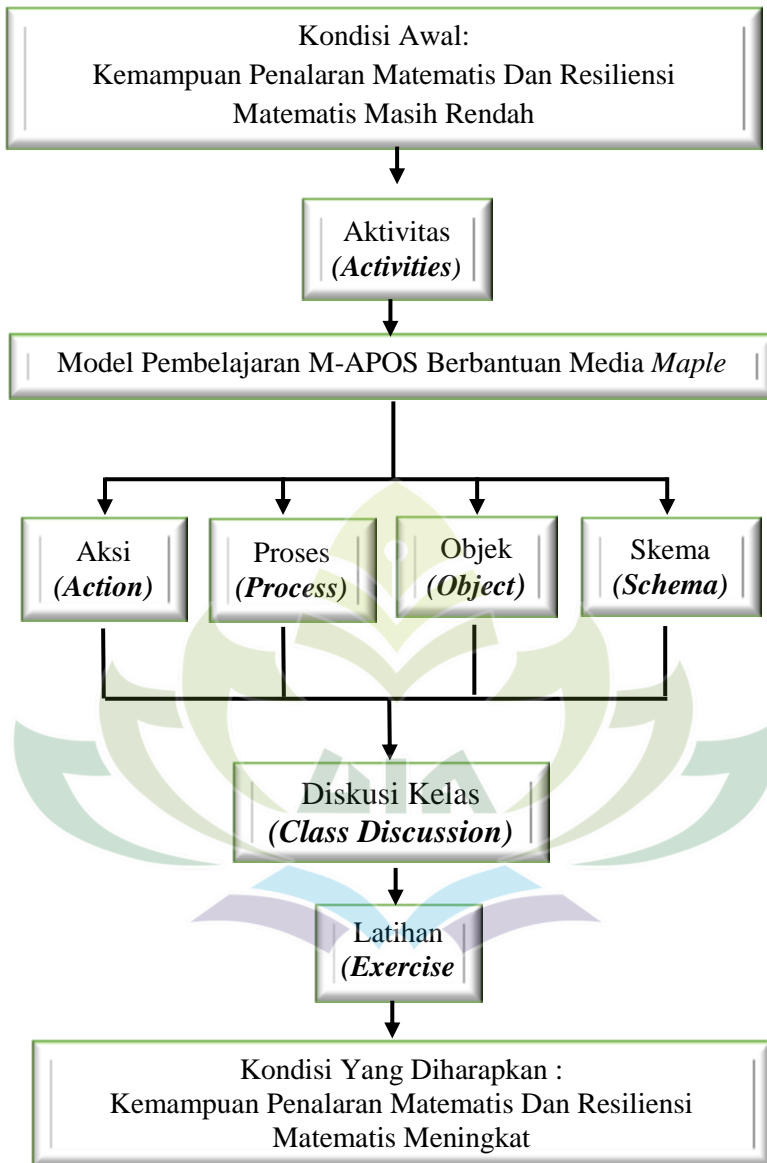 Kondisi Awal:
Kemampuan Penalaran Matematis Dan Resiliensi
Matematis Masih Rendah
Aktivitas
(Activities)
Model Pembelajaran M-APOS Berbantuan Media Maple
Aksi
(Action)
Proses
(Process)
Objek
(Object)
Skema
(Schema)
Diskusi Kelas
(Class Discussion)
Latihan
(Exercise
Kondisi Yang Diharapkan :
Kemampuan Penalaran Matematis Dan Resiliensi
Matematis Meningkat